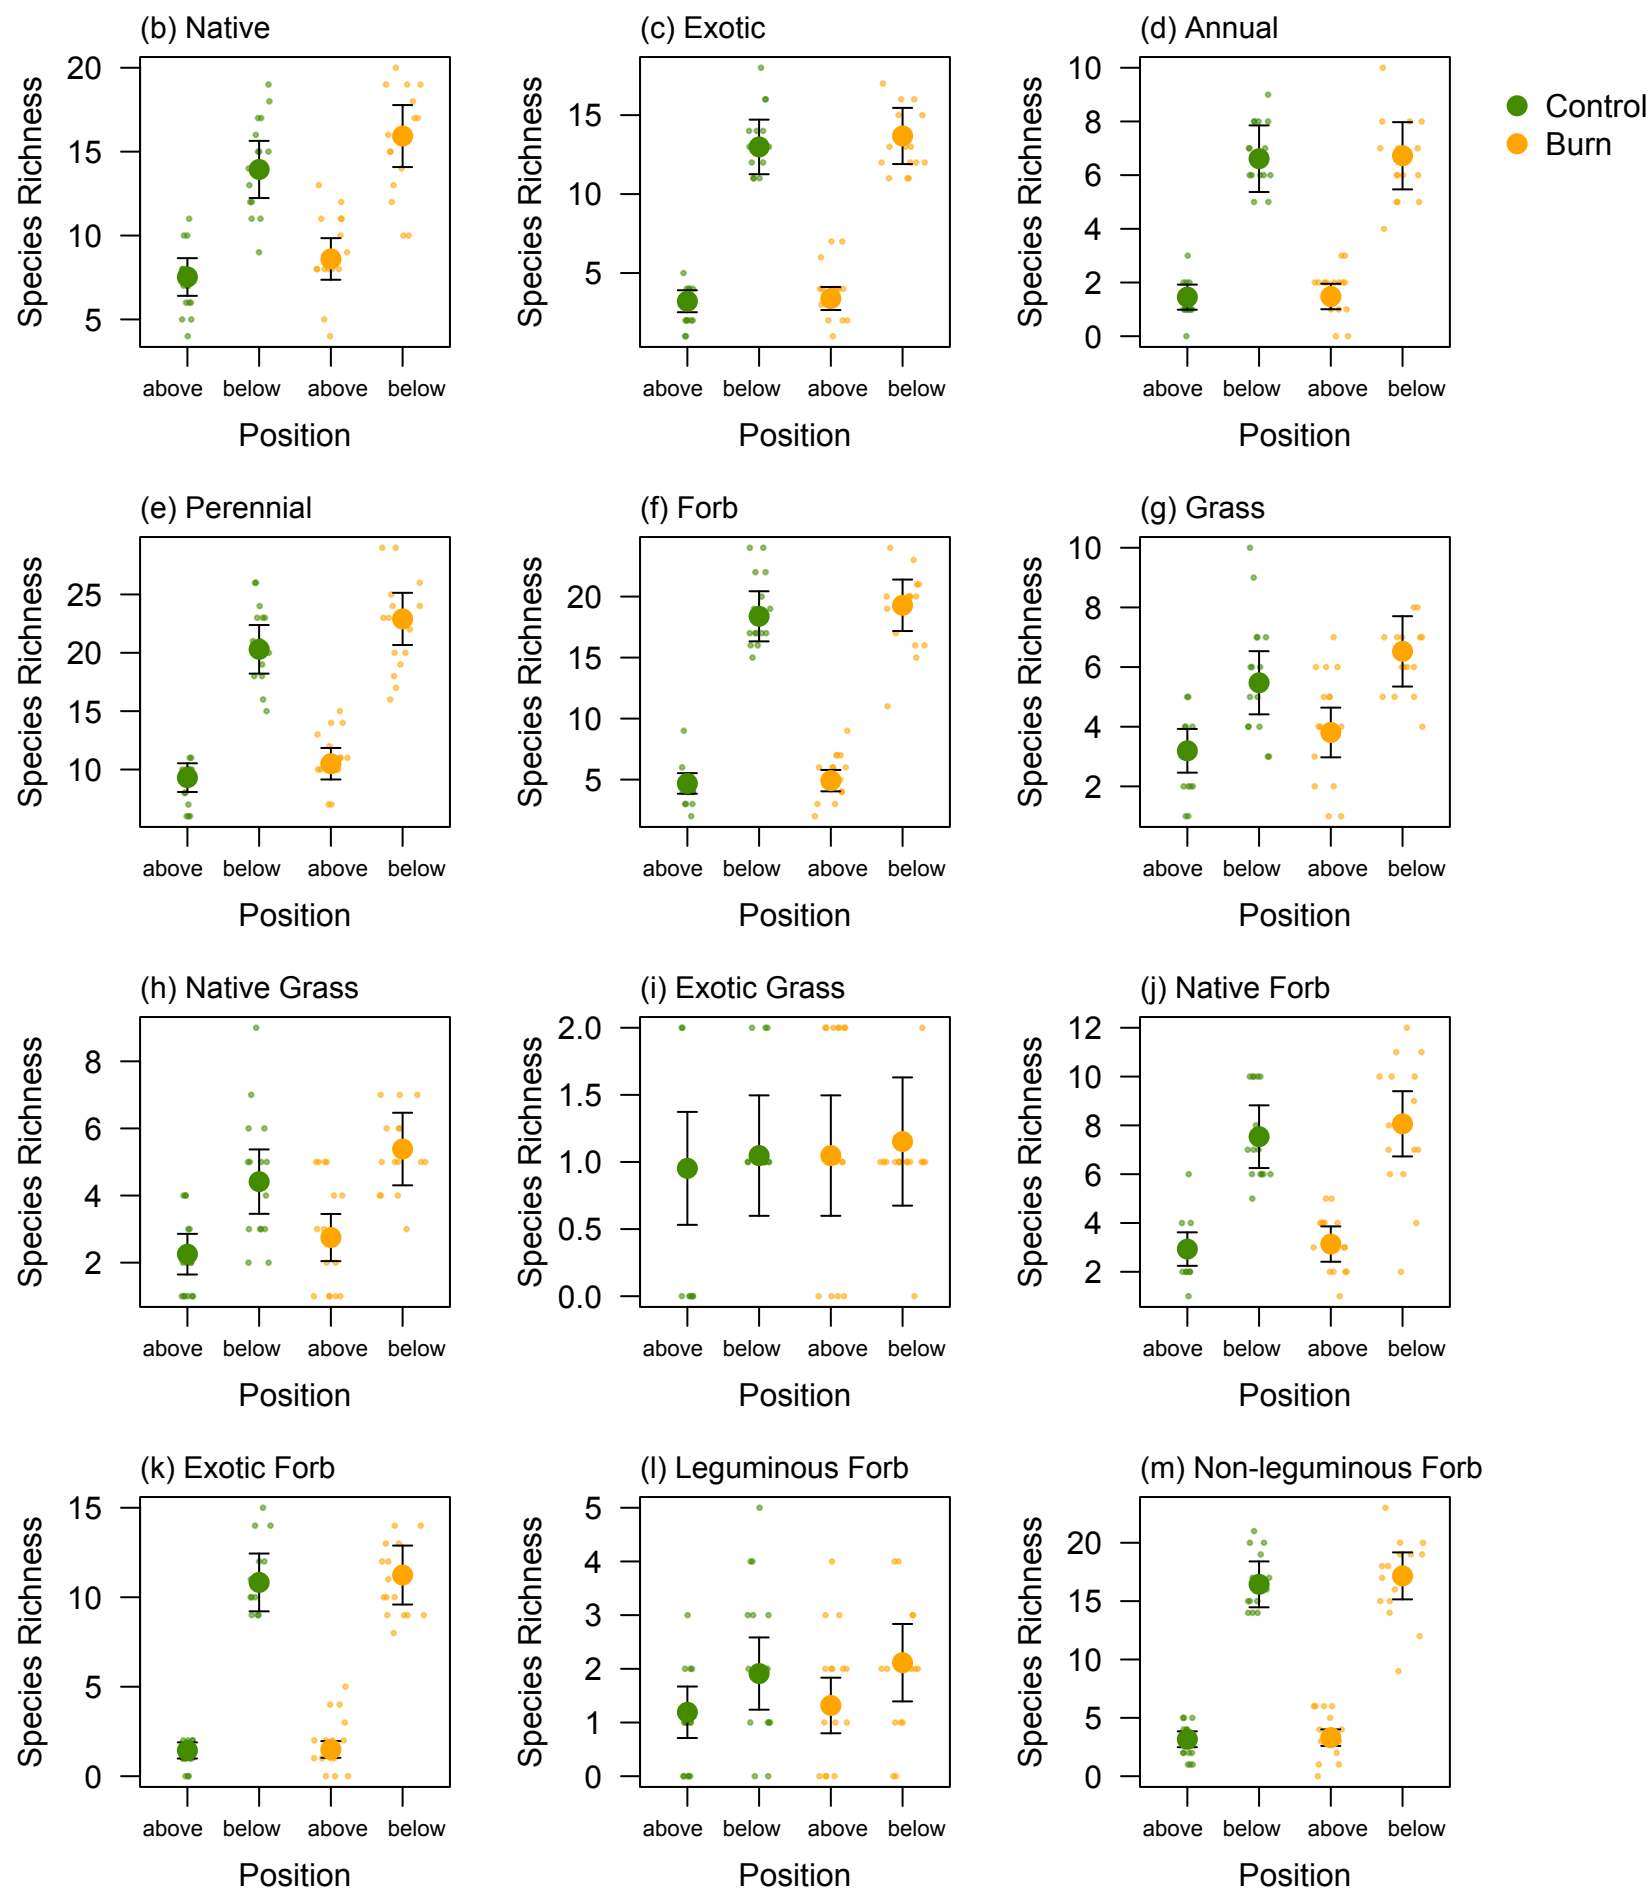 (b) Native
Species Richness
20
15
10
5
above below above below
Position
(c) Exotic
Species Richness
15
10
5
above below above below
Position
(d) Annual
Species Richness
10
8
6
4
2
0
above below above below
Position
Control
Burn
(e) Perennial
Species Richness
25
20
15
10
above below above below
Position
(f) Forb
Species Richness
20
15
10
5
above below above below
Position
(g) Grass
Species Richness
10
8
6
4
2
above below above below
Position
(h) Native Grass
Species Richness
8
6
4
2
above below above below
Position
(i) Exotic Grass
Species Richness
2.0
1.5
1.0
0.5
0.0
above below above below
Position
(j) Native Forb
Species Richness
12
10
8
6
4
2
above below above below
Position
(k) Exotic Forb
Species Richness
15
10
5
0
above below above below
Position
(l) Leguminous Forb
Species Richness
5
4
3
2
1
0
above below above below
Position
(m) Non-leguminous Forb
Species Richness
20
15
10
5
0
above below above below
Position